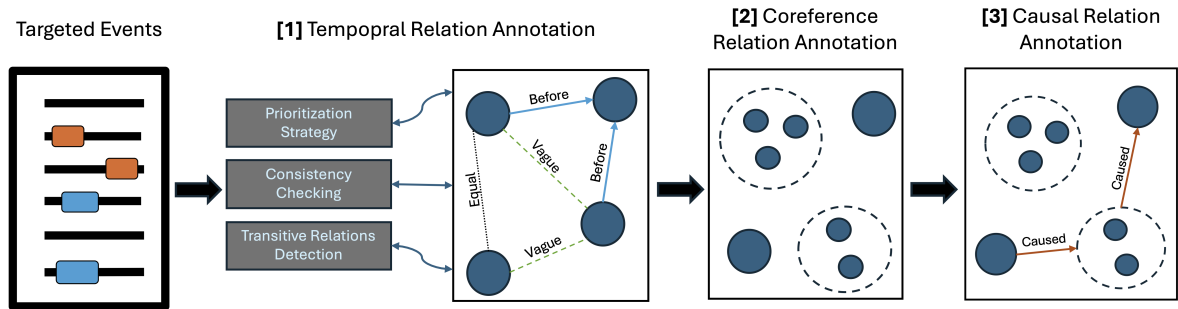 Targeted Events
[1] Tempopral Relation Annotation
Prioritization
Strategy
Consistency
Checking
Transitive Relations
Detection
Before
Vague
Before
Equal
Vague
[2] Coreference
Relation Annotation
[3] Causal Relation
Annotation
Caused
Caused